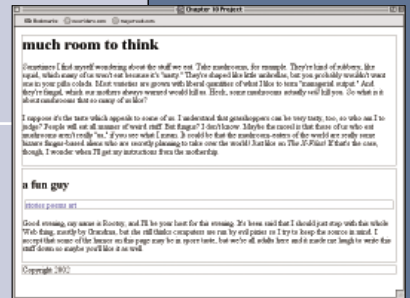 Chapter 10 Project
much room to think
Sometimes I find myself wondering about the stuff we eat. Take mushrooms, for example. They're kind of rubbery, like
squid, which many of us won't eat because it's "nasty." They're shaped like little umbrellas, but you probably wouldn't want
one in your piña colada. Most varieties are grown with liberal quantities of what I like to term "managerial output." And
they're fungi, which our mothers always warned would kill us. Heck, some mushrooms actually will kill you. So what is it
about mushrooms that so many of us like?
I suppose it's the taste which appeals to some of us. I understand that grasshoppers can be very tasty, too, so who am I to
judge? People will eat all manner of weird stuff. But fungus? I don't know. Maybe the moral is that those of us who eat
mushrooms aren't really "us," if you see what I mean. It could be that the mushroom-eaters of the world are really some
bizarre fungus-based aliens who are secretly planning to take over the world! Just like on The X-Files! If that's the case,
though, I wonder when I'll get my instructions from the mothership.
a fun guy
stories poems art
Good evening, my name is Rooty, and I'll be your host for this evening. It's been said that I should just stop with this whole
Web thing, mostly by Grandma, but she still thinks computers are run by evil pixies so I try to keep the source in mind. I
accept that some of the humor on this page may be in spore taste, but we're all adults here and it made me laugh to write this
stuff down so maybe you'll like it as well.
Copyright 2002